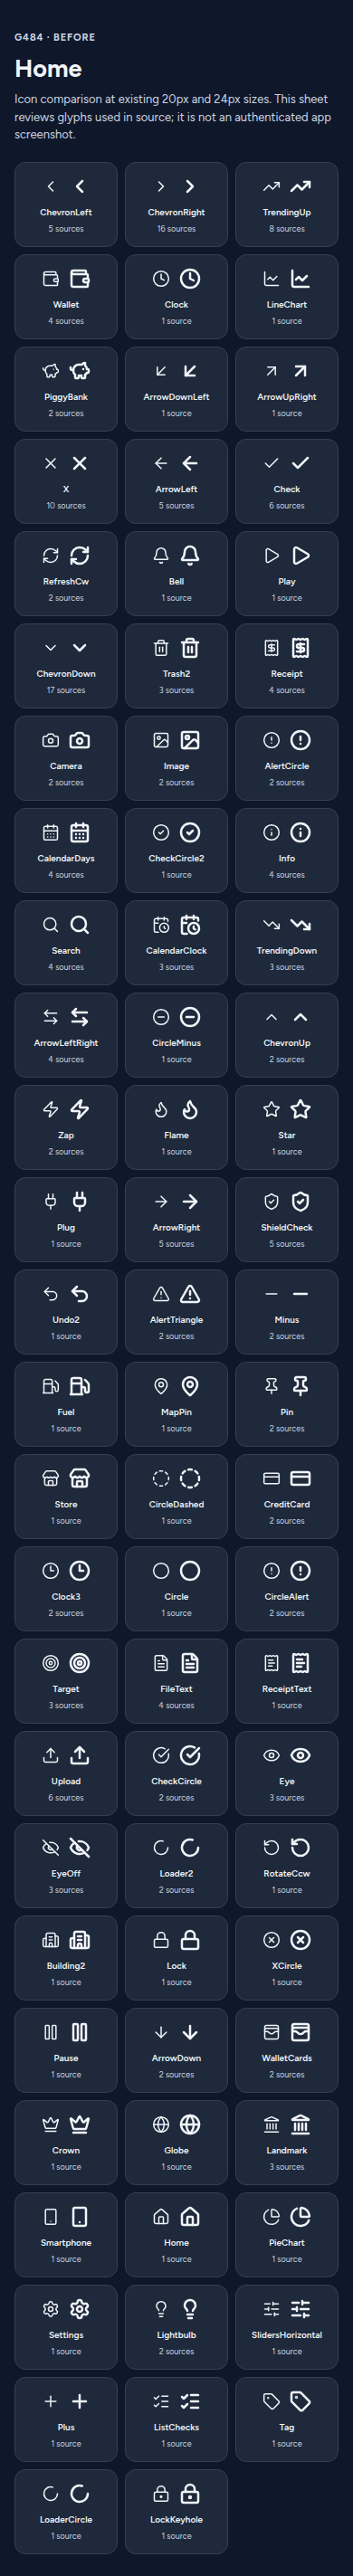 G484 · BEFORE
Home
Icon comparison at existing 20px and 24px sizes. This sheet
reviews glyphs used in source; it is not an authenticated app
screenshot.
ChevronLeft
5 sources
ChevronRight
16 sources
TrendingUp
8 sources
Wallet
4 sources
Clock
1 source
LineChart
1 source
PiggyBank
2 sources
ArrowDownLeft
1 source
ArrowUpRight
1 source
X
10 sources
ArrowLeft
5 sources
Check
6 sources
RefreshCw
2 sources
Bell
1 source
Play
1 source
ChevronDown
17 sources
Trash2
3 sources
Receipt
4 sources
Camera
2 sources
Image
2 sources
AlertCircle
2 sources
CalendarDays
4 sources
CheckCircle2
1 source
Info
4 sources
Search
4 sources
CalendarClock
3 sources
TrendingDown
3 sources
ArrowLeftRight
4 sources
CircleMinus
1 source
ChevronUp
2 sources
Zap
2 sources
Flame
1 source
Star
1 source
Plug
1 source
ArrowRight
5 sources
ShieldCheck
5 sources
Undo2
1 source
AlertTriangle
2 sources
Minus
2 sources
Fuel
1 source
MapPin
1 source
Pin
2 sources
Store
1 source
CircleDashed
1 source
CreditCard
2 sources
Clock3
2 sources
Circle
1 source
CircleAlert
2 sources
Target
3 sources
FileText
4 sources
ReceiptText
1 source
Upload
6 sources
CheckCircle
2 sources
Eye
3 sources
EyeOff
3 sources
Loader2
2 sources
RotateCcw
1 source
Building2
1 source
Lock
1 source
XCircle
1 source
Pause
1 source
ArrowDown
2 sources
WalletCards
2 sources
Crown
1 source
Globe
1 source
Landmark
3 sources
Smartphone
1 source
Home
1 source
PieChart
1 source
Settings
1 source
Lightbulb
2 sources
SlidersHorizontal
1 source
Plus
1 source
ListChecks
1 source
Tag
1 source
LoaderCircle
1 source
LockKeyhole
1 source